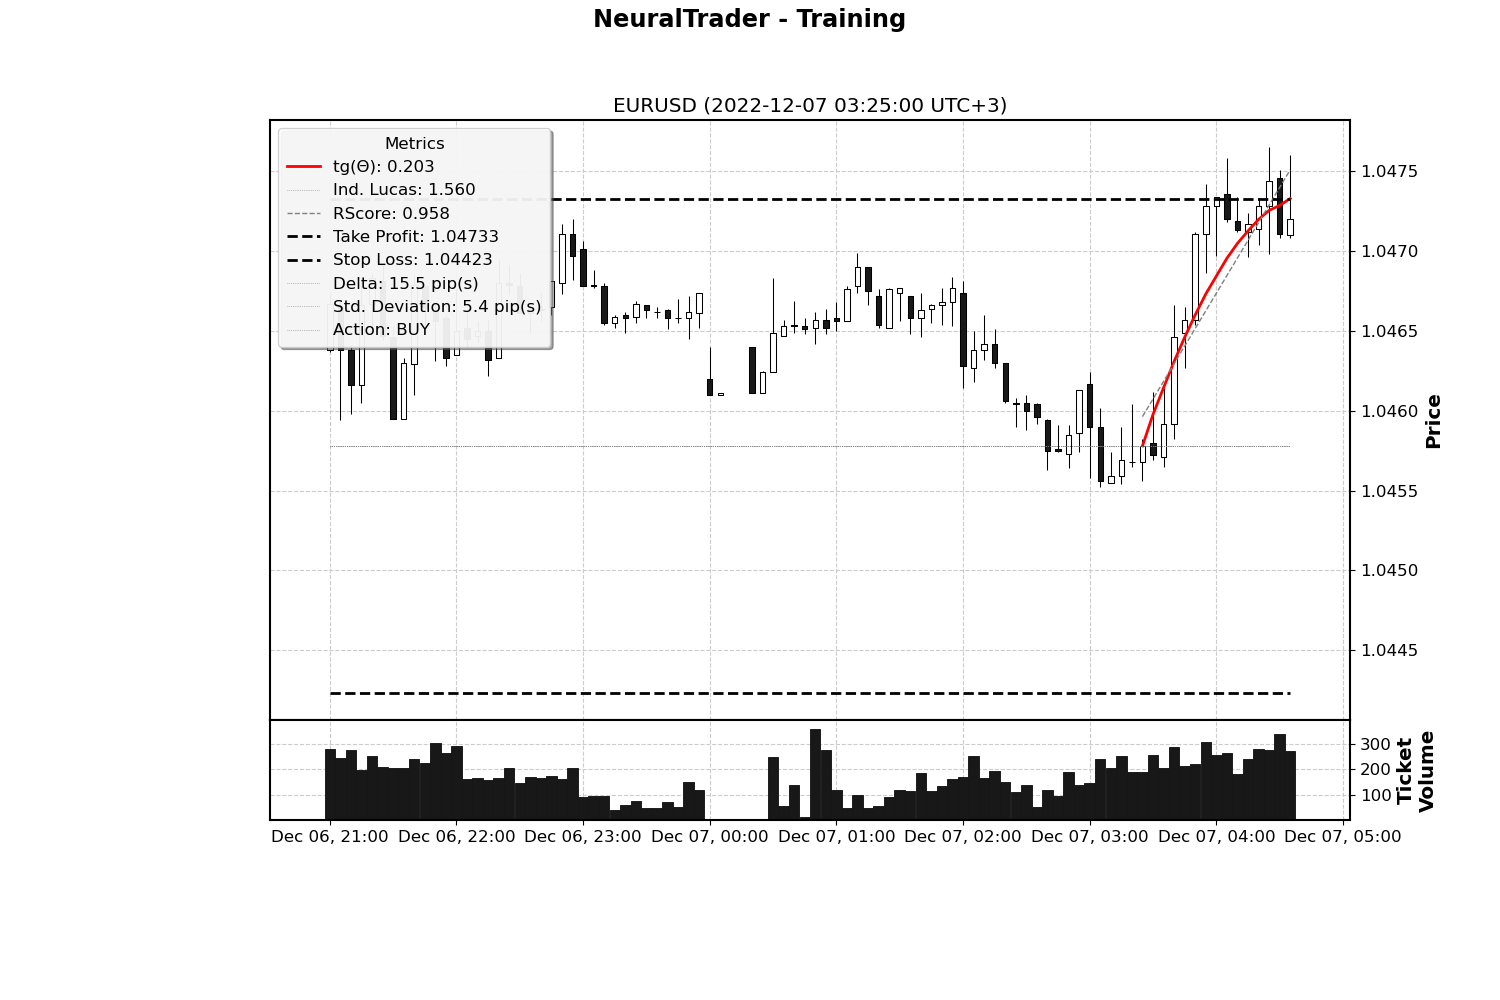 NeuralTrader - Training
EURUSD (2022-12-07 03:25:00 UTC+3)
Metrics
tg(Θ): 0.203
Ind. Lucas: 1.560
RScore: 0.958
Take Profit: 1.04733
Stop Loss: 1.04423
Delta: 15.5 pip(s)
Std. Deviation: 5.4 pip(s)
Action: BUY
1.0475
1.0470
1.0465
1.0460
1.0455
1.0450
1.0445
Price
300
200
100
Ticket
Volume
Dec 06, 21:00
Dec 06, 22:00
Dec 06, 23:00
Dec 07, 00:00
Dec 07, 01:00
Dec 07, 02:00
Dec 07, 03:00
Dec 07, 04:00
Dec 07, 05:00